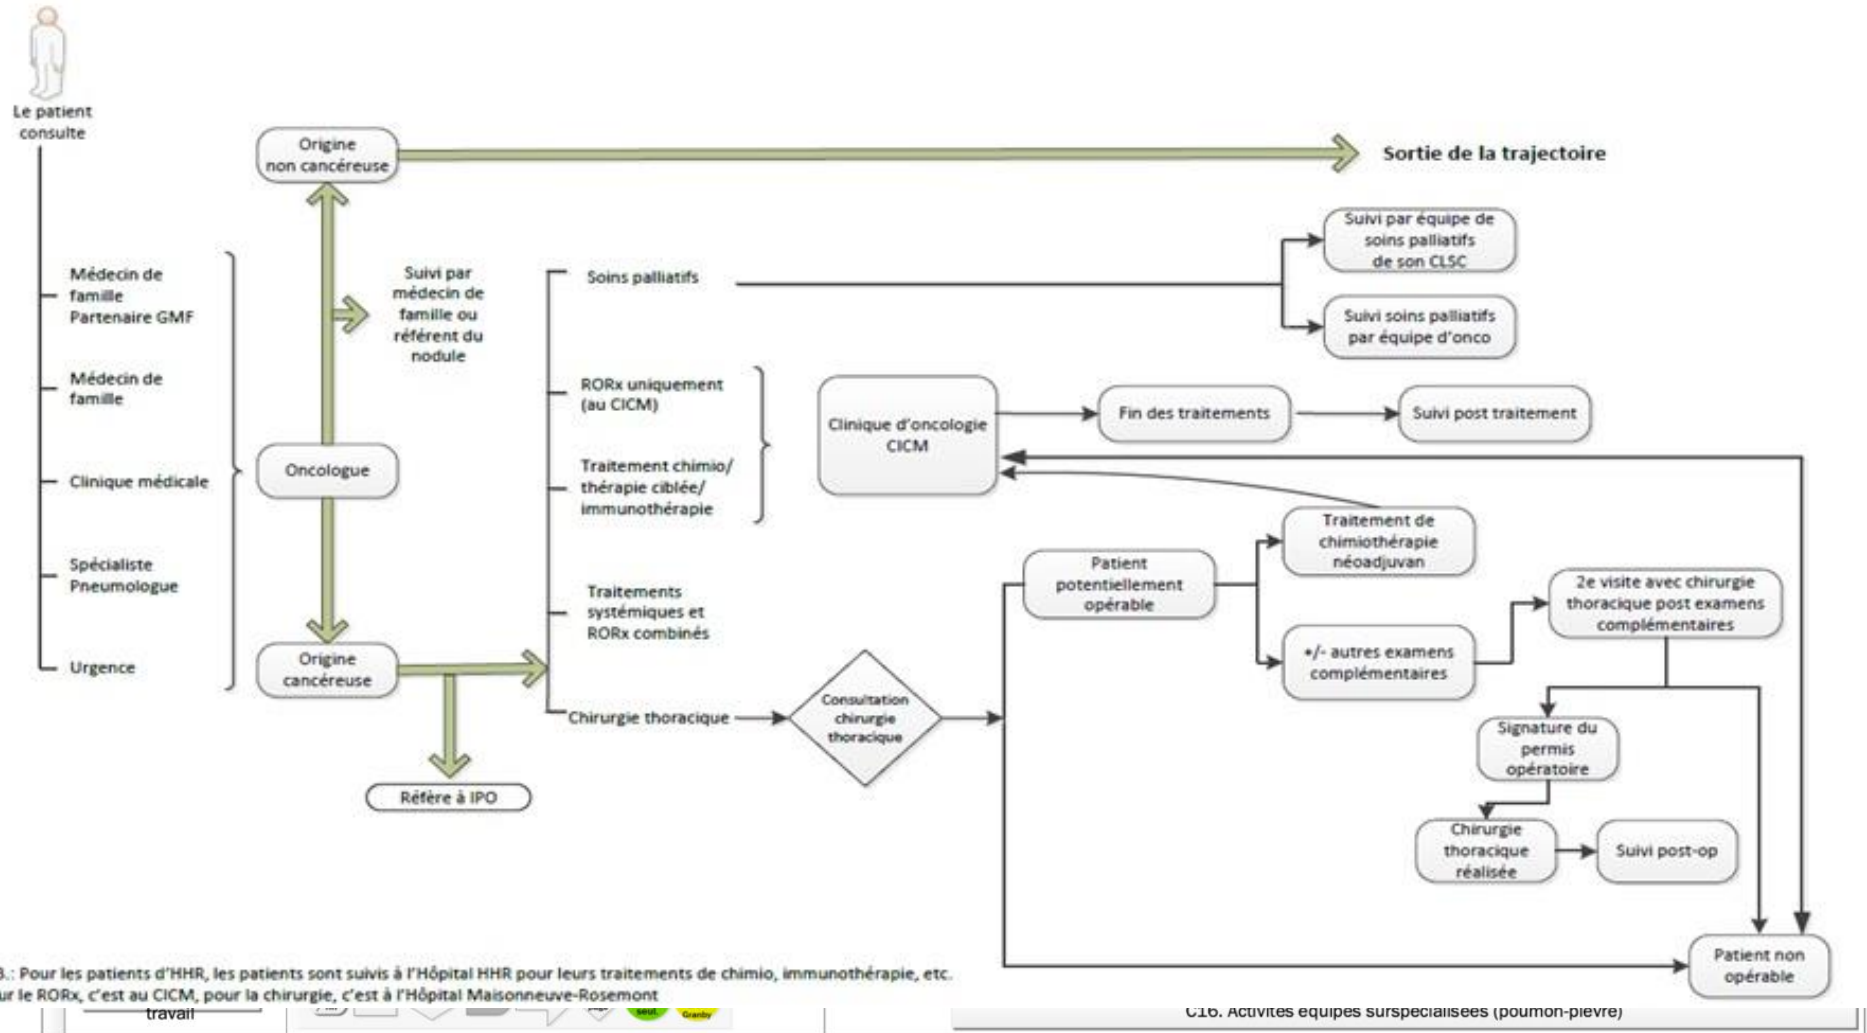 Le patient
consulte
Origine
non cancéreuse
Sortie de la trajectoire
Médecin de
famille
Partenaire GMF
Médecin de
famille
Clinique médicale
Spécialiste
Pneumologue
Urgence
Oncologue
Suivi par
médecin de
famille ou
référent du
nodule
Origine
cancéreuse
Réfère à IPO
Soins palliatifs
Suivi par équipe de
soins palliatifs
de son CLSC
Suivi soins palliatifs
par équipe d'onco
RORx uniquement
(au CICM)
Traitement chimio/
thérapie ciblée/
immunothérapie
Clinique d'oncologie
CICM
Fin des traitements
Suivi post traitement
Traitements
systémiques et
RORx combinés
Chirurgie thoracique
Consultation
chirurgie
thoracique
Patient
potentiellement
opérable
Traitement de
chimiothérapie
néoadjuvan
+/- autres examens
complémentaires
2e visite avec chirurgie
thoracique post examens
complémentaires
Signature du
permis
opératoire
Chirurgie
thoracique
réalisée
Suivi post-op
Patient non
opérable
.: Pour les patients d'HHR, les patients sont suivis à l'Hôpital HHR pour leurs traitements de chimio, immunothérapie, etc.
ur le RORx, c'est au CICM, pour la chirurgie, c'est à l'Hôpital Maisonneuve-Rosemont
travail
seul.
Granby
C16. Activités équipes surspécialisées (poumon-plèvre)